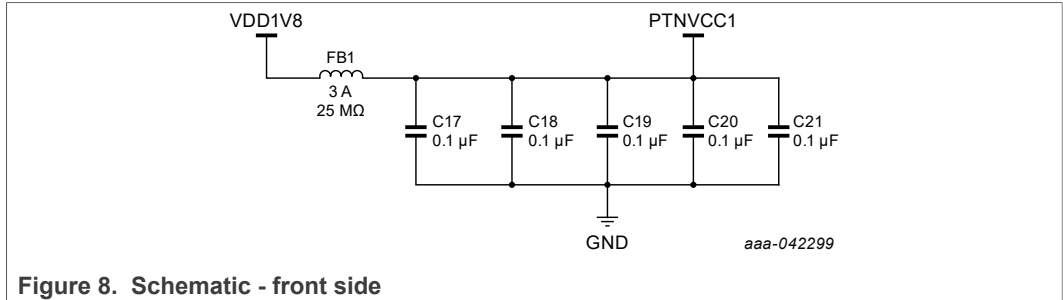 VDD1V8
PTNVCC1
FB1
3 A
25 MΩ
C17
0.1 µF
C18
0.1 µF
C19
0.1 µF
C20
0.1 µF
C21
0.1 µF
GND
aaa-042299
Figure 8. Schematic - front side